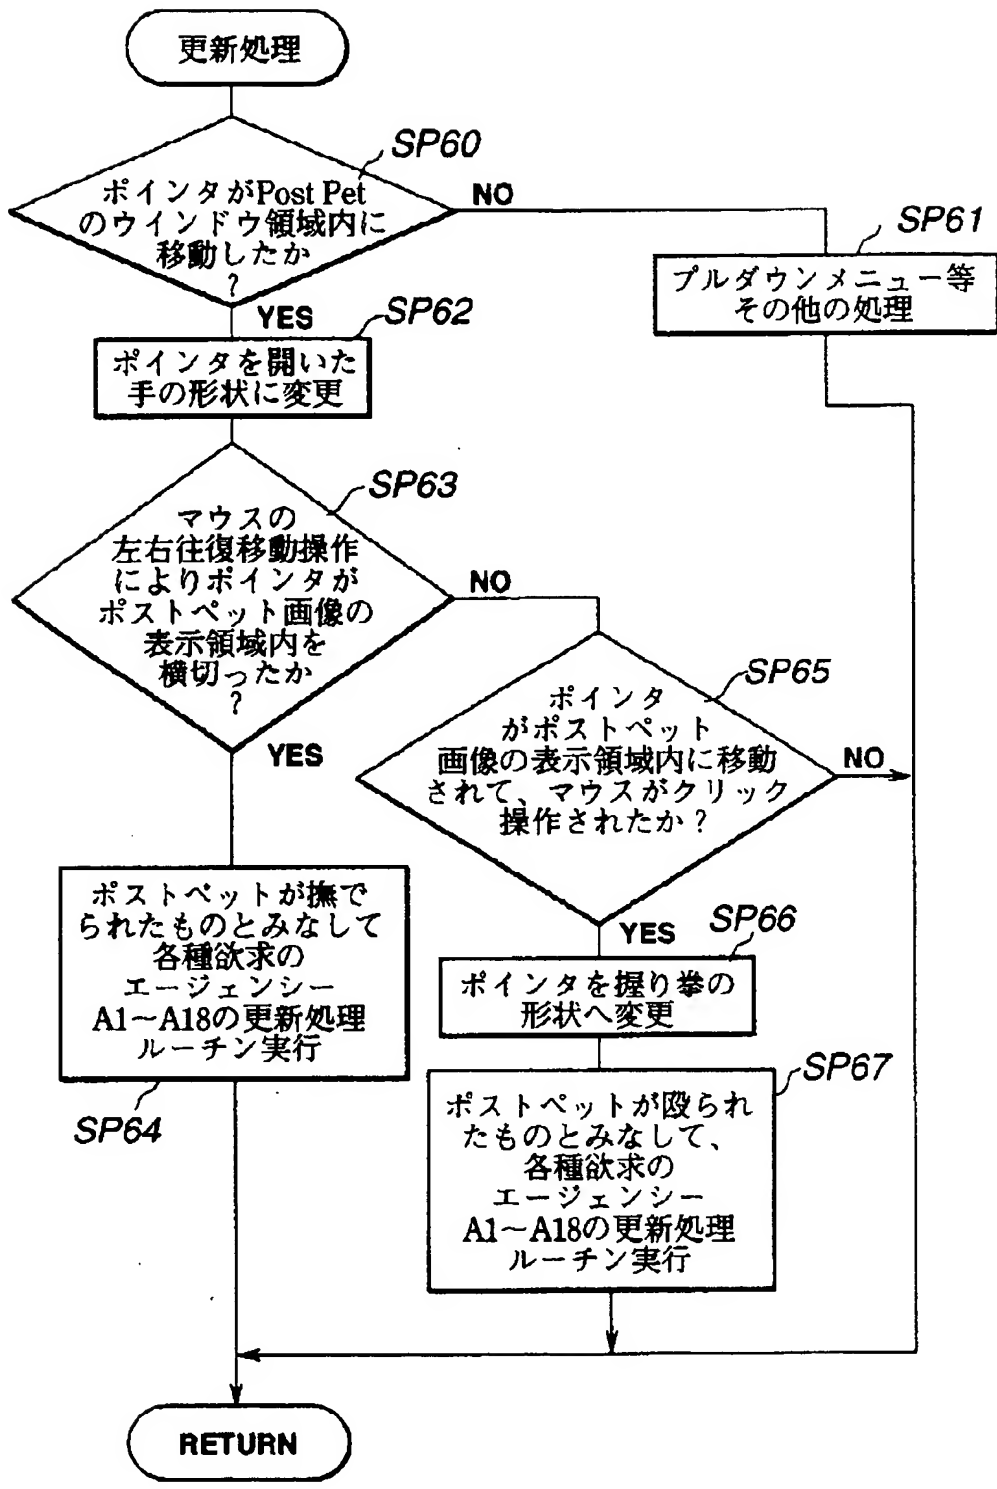 更新処理
SP60
ポインタがPost Pet
のウインドウ領域内に
移動したか
?
NO
YES
SP61
プルダウンメニュー等
その他の処理
SP62
ポインタを開いた
手の形状に変更
SP63
マウスの
左右往復移動操作
によりポインタが
ポストペット画像の
表示領域内を
横切ったか
?
NO
YES
SP65
ポインタ
がポストペット
画像の表示領域内に移動
されて、マウスがクリック
操作されたか?
NO
YES
ポストペットが撫で
られたものとみなして
各種欲求の
エージェンシー
A1～A18の更新処理
ルーチン実行
SP64
SP66
ポインタを握り拳の
形状へ変更
SP67
ポストペットが殴られ
たものとみなして、
各種欲求の
エージェンシー
A1～A18の更新処理
ルーチン実行
RETURN